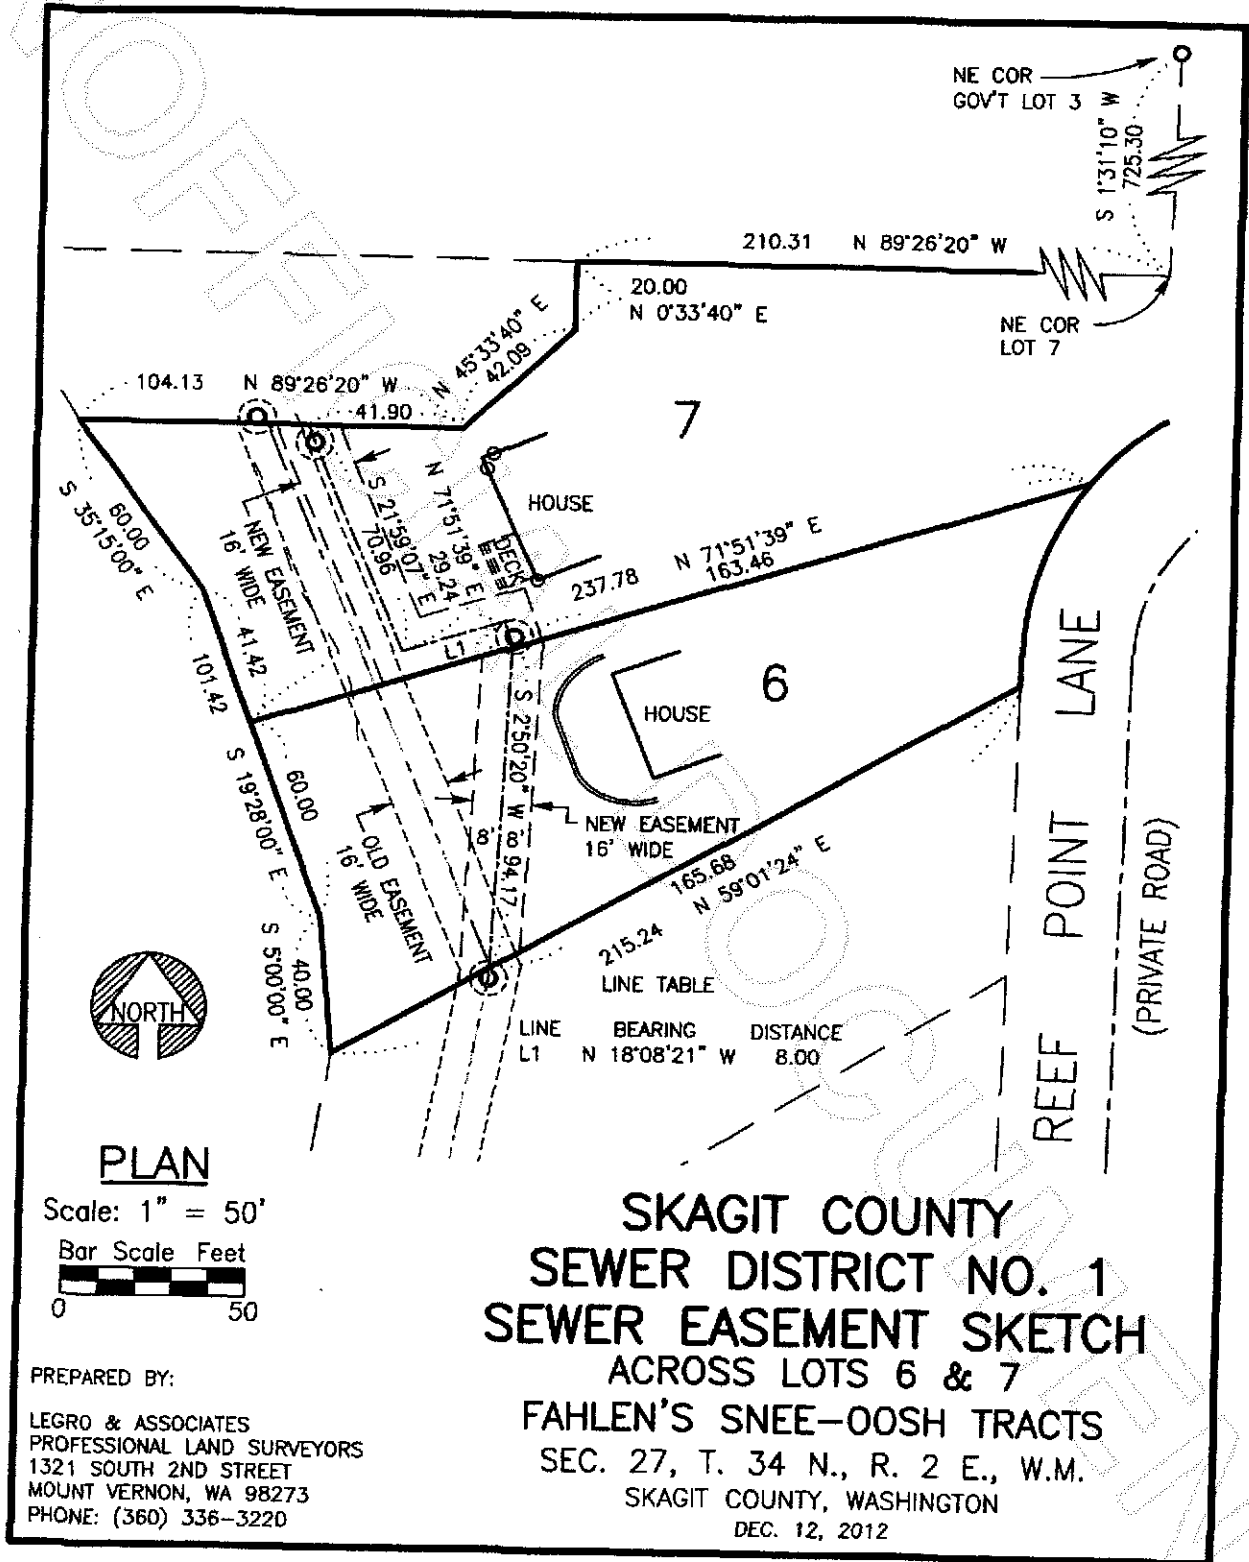 NE COR
GOV'T LOT 3
S 1°31'10" W
725.30
210.31 N 89°26'20" W
20.00
N 0°33'40" E
NE COR
LOT 7
N 45°33'40" E
42.09
104.13 N 89°26'20" W
41.90
7
HOUSE
DECK
S 35°15'00" E
60.00
NEW EASEMENT
16' WIDE
S 21°59'07" E
70.96
N 71°51'39" E
29.24
L1
237.78
N 71°51'39" E
163.46
41.42
101.42
S 19°28'00" E
60.00
6
HOUSE
S 2°50'20" W
94.17
8' 8'
NEW EASEMENT
16' WIDE
OLD EASEMENT
16' WIDE
165.68
N 59°01'24" E
215.24
S 5°00'00" E
40.00
REEF POINT LANE
(PRIVATE ROAD)
NORTH
LINE TABLE
LINE BEARING DISTANCE
L1 N 18°08'21" W 8.00
PLAN
Scale: 1" = 50'
Bar Scale Feet
0 50
SKAGIT COUNTY
SEWER DISTRICT NO. 1
SEWER EASEMENT SKETCH
ACROSS LOTS 6 & 7
FAHLEN'S SNEE-OOSH TRACTS
SEC. 27, T. 34 N., R. 2 E., W.M.
SKAGIT COUNTY, WASHINGTON
DEC. 12, 2012
PREPARED BY:
LEGRO & ASSOCIATES
PROFESSIONAL LAND SURVEYORS
1321 SOUTH 2ND STREET
MOUNT VERNON, WA 98273
PHONE: (360) 336-3220
UNOFFICIAL DOCUMENT